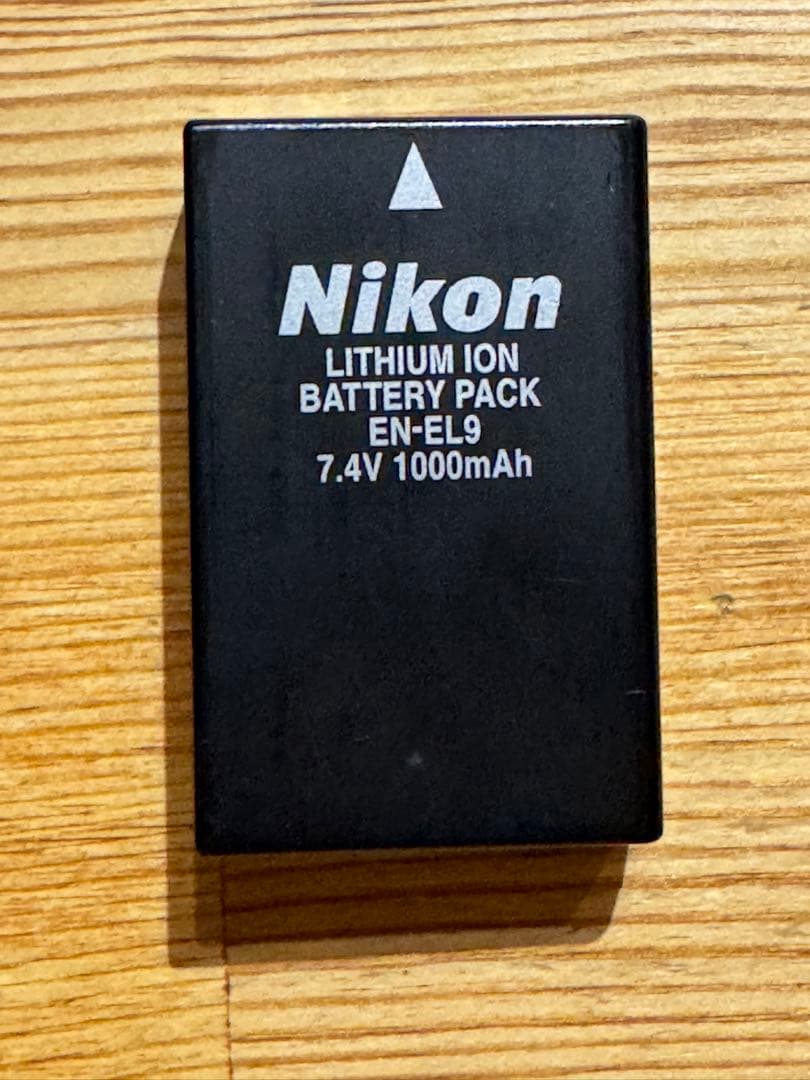 Nikon
LITHIUM ION
BATTERY PACK
EN-EL9
7.4V 1000mAh